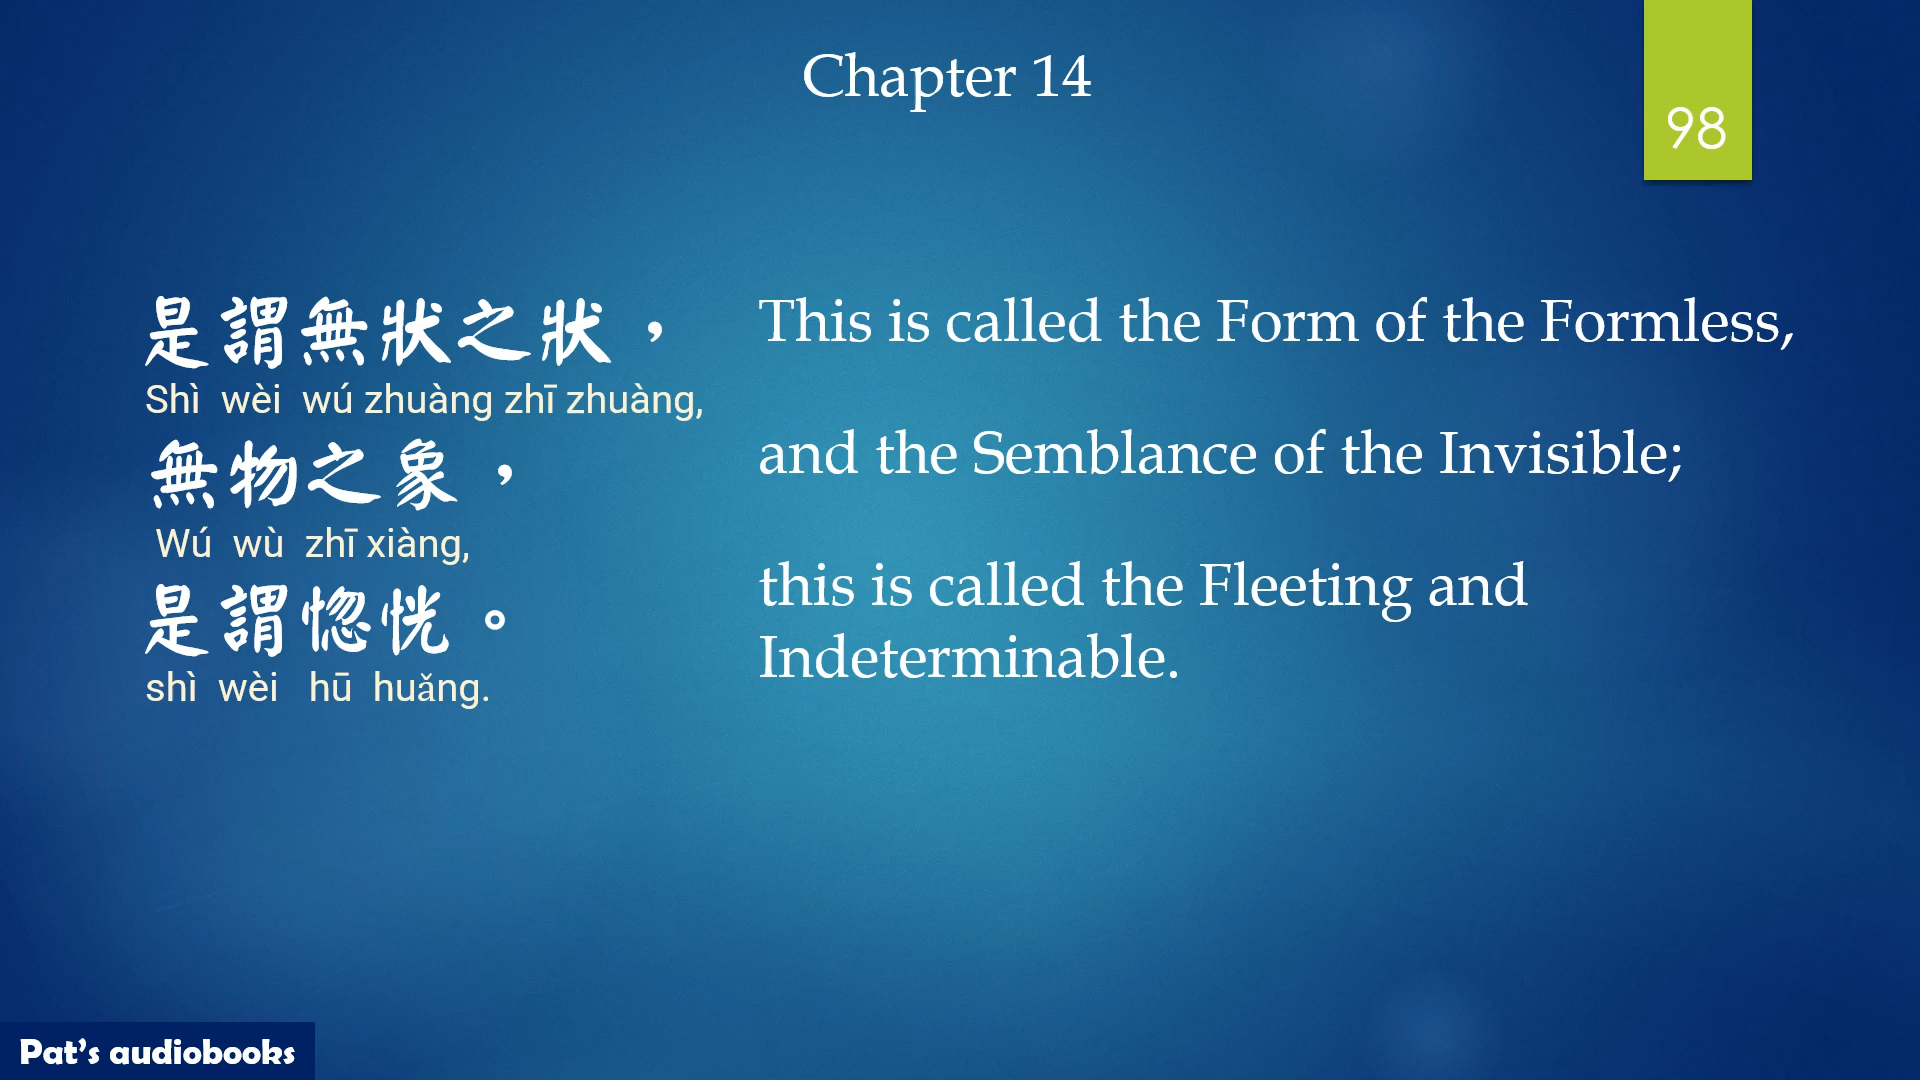 Chapter 14
98
是謂無狀之狀，
Shì wèi wú zhuàng zhī zhuàng,
無物之象，
Wú wù zhī xiàng,
是謂惚恍。
shì wèi hū huǎng.
This is called the Form of the Formless,
and the Semblance of the Invisible;
this is called the Fleeting and
Indeterminable.
Pat's audiobooks